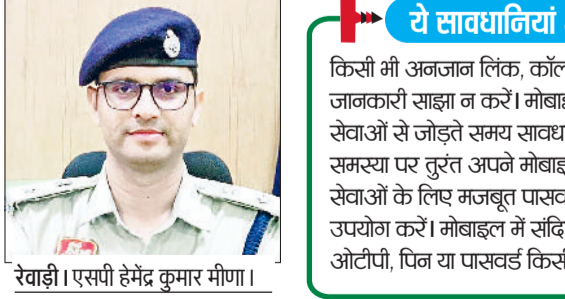 ये सावधानियां
किसी भी अनजान लिंक, कॉल
जानकारी साझा न करें। मोबाइ
सेवाओं से जोड़ते समय सावध
समस्या पर तुरंत अपने मोबाइ
सेवाओं के लिए मजबूत पासव
उपयोग करें। मोबाइल में संदि
ओटीपी, पिन या पासवर्ड किसी
रेवाड़ी। एसपी हेमेंद्र कुमार मीणा।